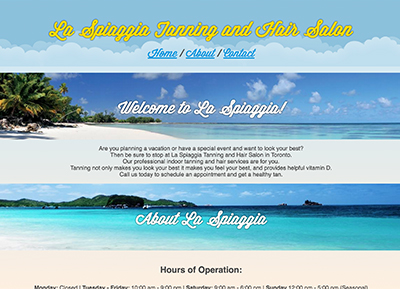 La Spiaggia Tanning and Hair Salon
Home / About / Contact
Welcome to La Spiaggia!
Are you planning a vacation or have a special event and want to look your best?
Then be sure to stop at La Spiaggia Tanning and Hair Salon in Toronto.
Our professional indoor tanning and hair services are for you.
Tanning not only makes you look your best it makes you feel your best, and provides helpful vitamin D.
Call us today to schedule an appointment and get a healthy tan.
About La Spiaggia
Hours of Operation:
Monday: Closed | Tuesday - Friday: 10:00 am - 9:00 pm | Saturday: 9:00 am - 6:00 pm | Sunday 12:00 pm - 5:00 pm (Seasonal)